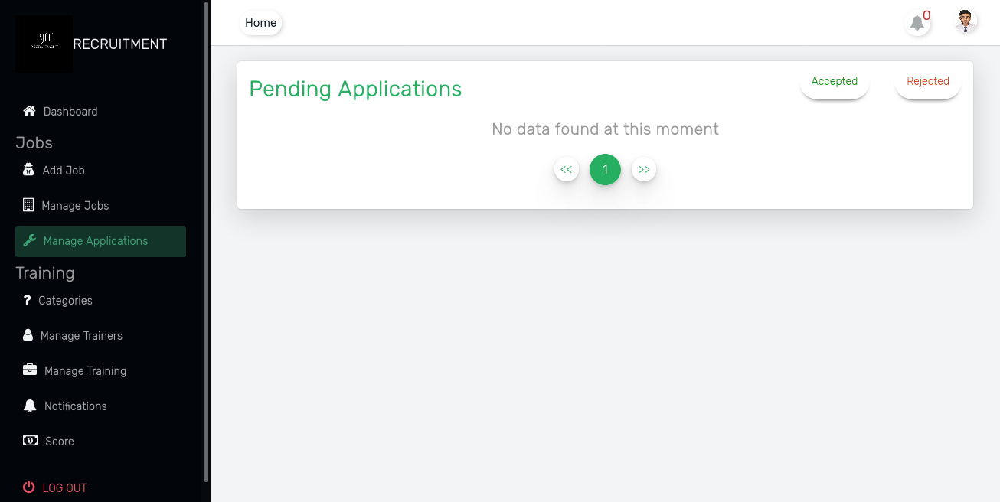 BJIT
RECRUITMENT
RECRUITMENT
Dashboard
Jobs
Add Job
Manage Jobs
Manage Applications
Training
Categories
Manage Trainers
Manage Training
Notifications
Score
LOG OUT
Home
0
Pending Applications
Accepted
Rejected
No data found at this moment
<< 1 >>